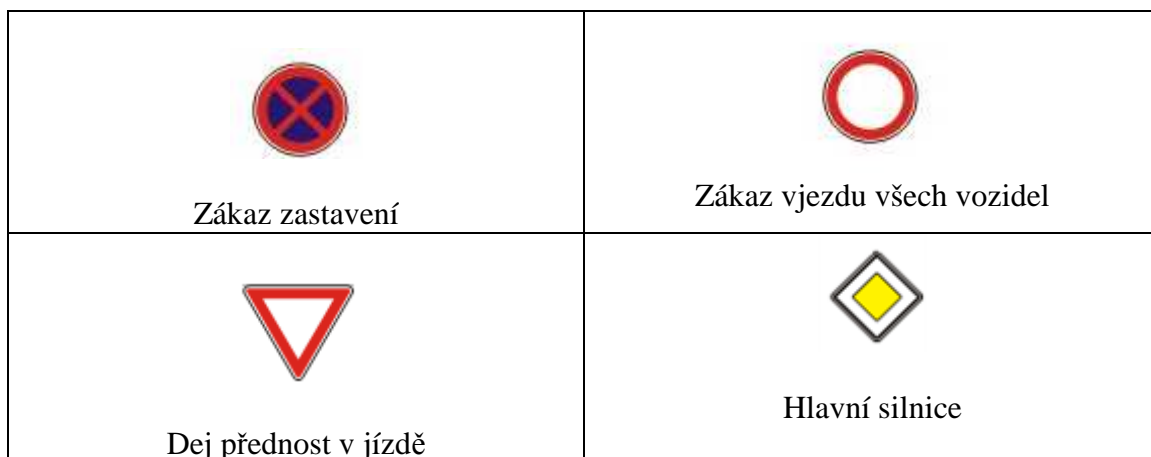 Zákaz zastavení
Zákaz vjezdu všech vozidel
Dej přednost v jízdě
Hlavní silnice